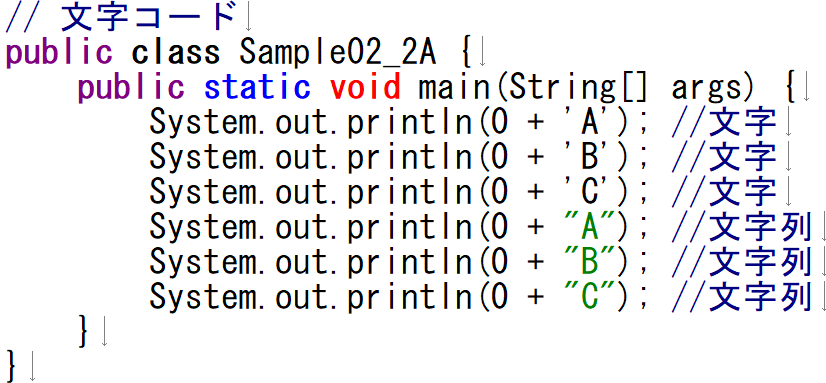 // 文字コード↓
public class Sample02_2A {↓
    public static void main(String[] args) {↓
        System.out.println(0 + 'A'); //文字↓
        System.out.println(0 + 'B'); //文字↓
        System.out.println(0 + 'C'); //文字↓
        System.out.println(0 + "A"); //文字列↓
        System.out.println(0 + "B"); //文字列↓
        System.out.println(0 + "C"); //文字列↓
    }↓
}↓